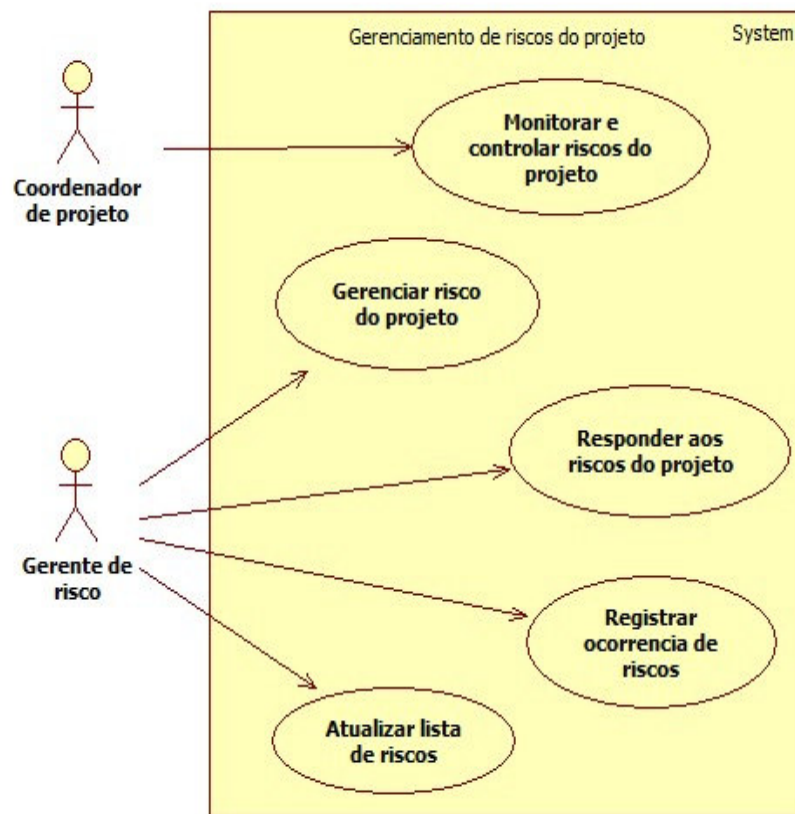 Gerenciamento de riscos do projeto
System
Monitorar e
controlar riscos do
projeto
Coordenador
de projeto
Gerenciar risco
do projeto
Responder aos
riscos do projeto
Gerente de
risco
Registrar
ocorrencia de
riscos
Atualizar lista
de riscos